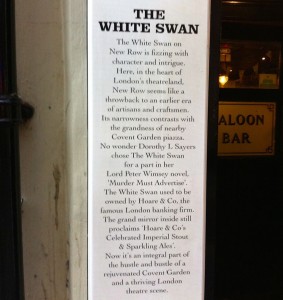 THE
WHITE SWAN
The White Swan on
New Row is fizzing with
character and intrigue.
Here, in the heart of
London's theatreland,
New Row seems like a
throwback to an earlier era
of artisans and craftsmen.
Its narrowness contrasts with
the grandness of nearby
Covent Garden piazza.
No wonder Dorothy L Sayers
chose The White Swan
for a part in her
Lord Peter Wimsey novel,
'Murder Must Advertise'.
The White Swan used to be
owned by Hoare & Co, the
famous London banking firm.
The grand mirror inside still
proclaims 'Hoare & Co's
Celebrated Imperial Stout
& Sparkling Ales'.
Now it's an integral part of
the hustle and bustle of a
rejuvenated Covent Garden
and a thriving London
theatre scene.
SALOON
BAR